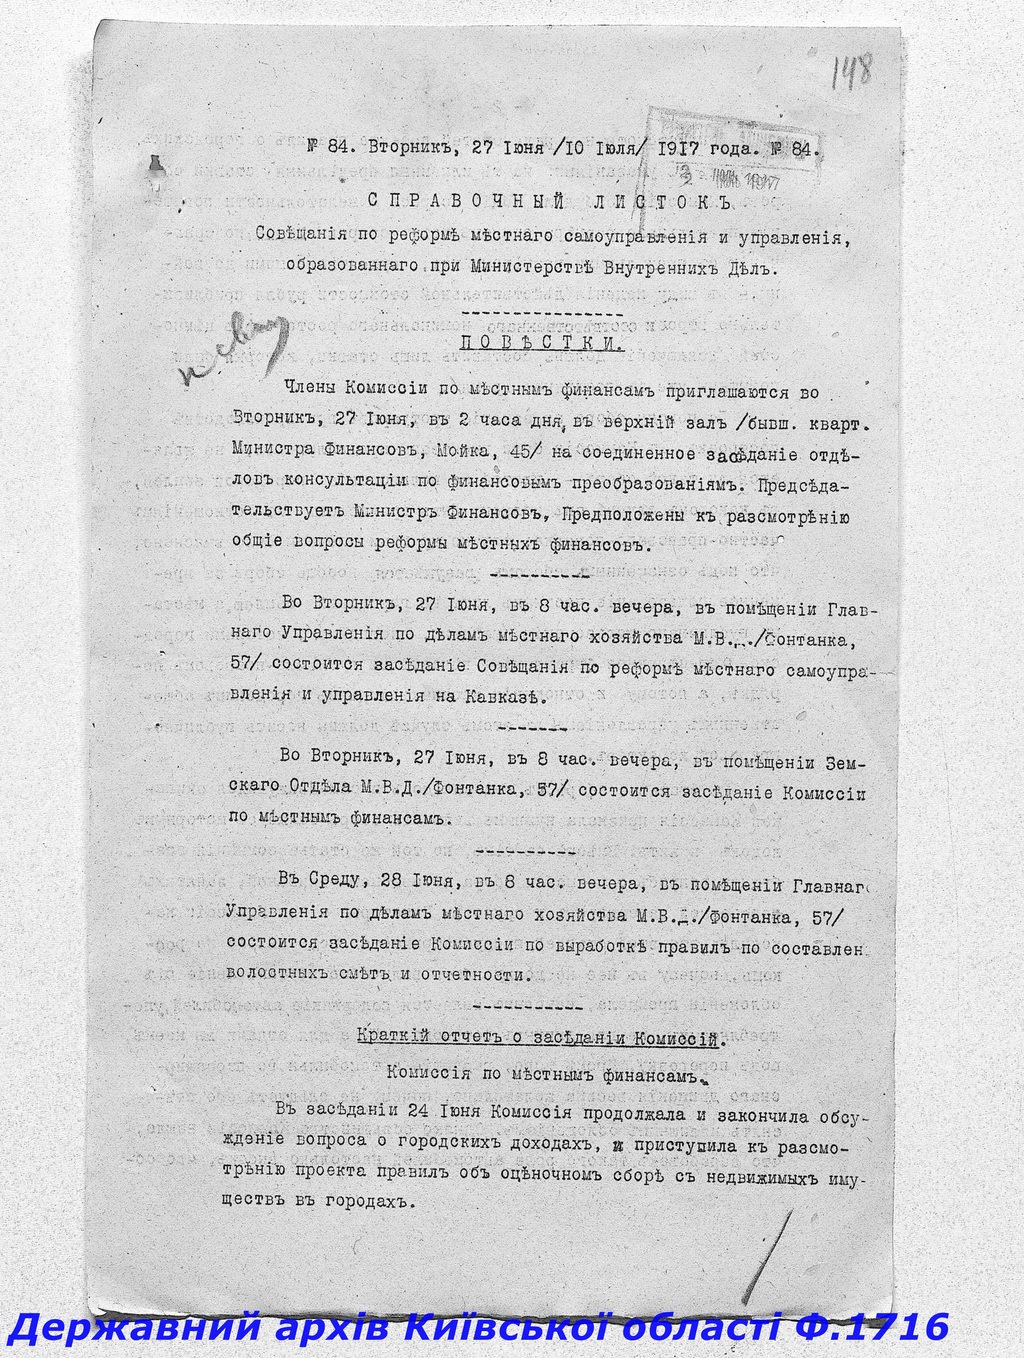 148
№ 84. Вторникъ, 27 Іюня /10 Іюля/ 1917 года. № 84.
1917
СПРАВОЧНЫЙ ЛИСТОКЪ
Совѣщанія по реформѣ мѣстнаго самоуправленія и управленія,
образованнаго при Министерствѣ Внутреннихъ Дѣлъ.
ПОВѢСТКИ.
Члены Комиссіи по мѣстнымъ финансамъ приглашаются во
Вторникъ, 27 Іюня, въ 2 часа дня, въ верхній залъ /бывш. кварт.
Министра Финансовъ, Мойка, 45/ на соединенное засѣданіе отдѣ-
ловъ консультаціи по финансовымъ преобразованіямъ. Предсѣда-
тельствуетъ Министръ Финансовъ, Предположены къ разсмотрѣнію
общіе вопросы реформы мѣстныхъ финансовъ.
Во Вторникъ, 27 Іюня, въ 8 час. вечера, въ помѣщеніи Глав-
наго Управленія по дѣламъ мѣстнаго хозяйства М.В.Д./Фонтанка,
57/ состоится засѣданіе Совѣщанія по реформѣ мѣстнаго самоупра-
вленія и управленія на Кавказѣ.
Во Вторникъ, 27 Іюня, въ 8 час. вечера, въ помѣщеніи Зем-
скаго Отдѣла М.В.Д./Фонтанка, 57/ состоится засѣданіе Комиссіи
по мѣстнымъ финансамъ.
Въ Среду, 28 Іюня, въ 8 час. вечера, въ помѣщеніи Главнаг
Управленія по дѣламъ мѣстнаго хозяйства М.В.Д./Фонтанка, 57/
состоится засѣданіе Комиссіи по выработкѣ правилъ по составлен
волостныхъ смѣтъ и отчетности.
Краткій отчетъ о засѣданіи Комиссій.
Комиссія по мѣстнымъ финансамъ.
Въ засѣданіи 24 Іюня Комиссія продолжала и закончила обсу-
жденіе вопроса о городскихъ доходахъ, и приступила къ разсмо-
трѣнію проекта правилъ объ оцѣночномъ сборѣ съ недвижимыхъ иму-
ществъ въ городахъ.
Державний архів Київської області Ф.1716